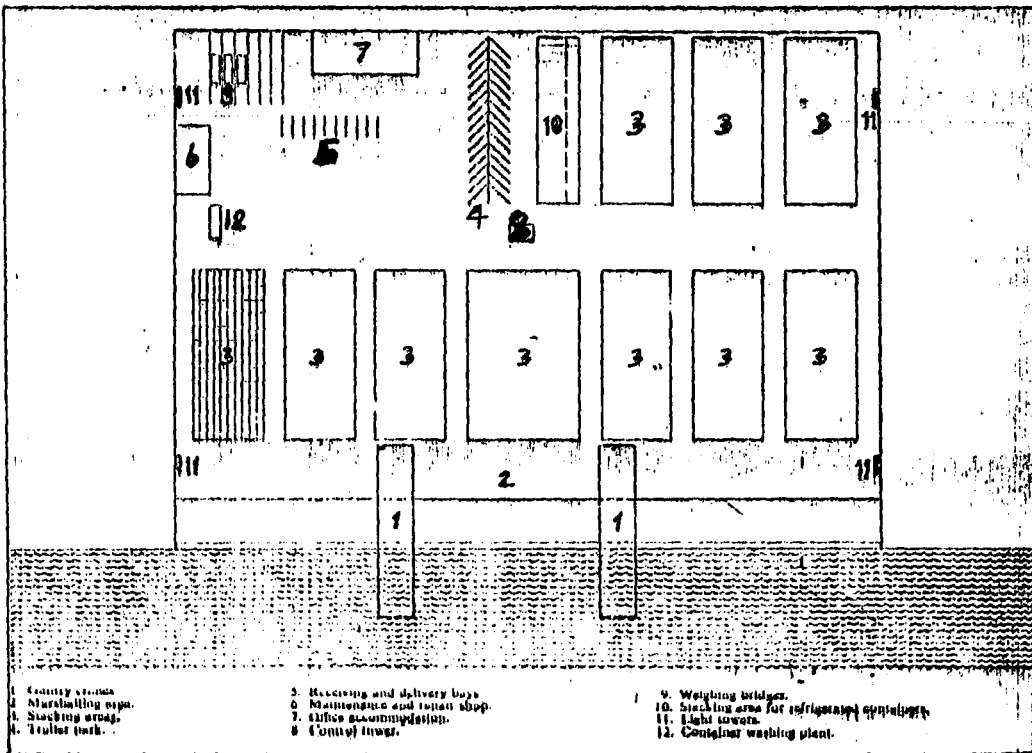 7
11
10
3
3
11
6
5
4
12
3
3
3
3
3
3
3
11
11
2
1
1
1 Gantry cranes
2 Marshalling area.
3. Stacking areas.
4. Trailer park.
5. Receiving and delivery bays
6 Maintenance and repair shop.
7. Office accommodation.
8 Control tower.
9. Weighing bridges.
10. Stacking area for refrigerated containers.
11. Light towers.
12. Container washing plant.